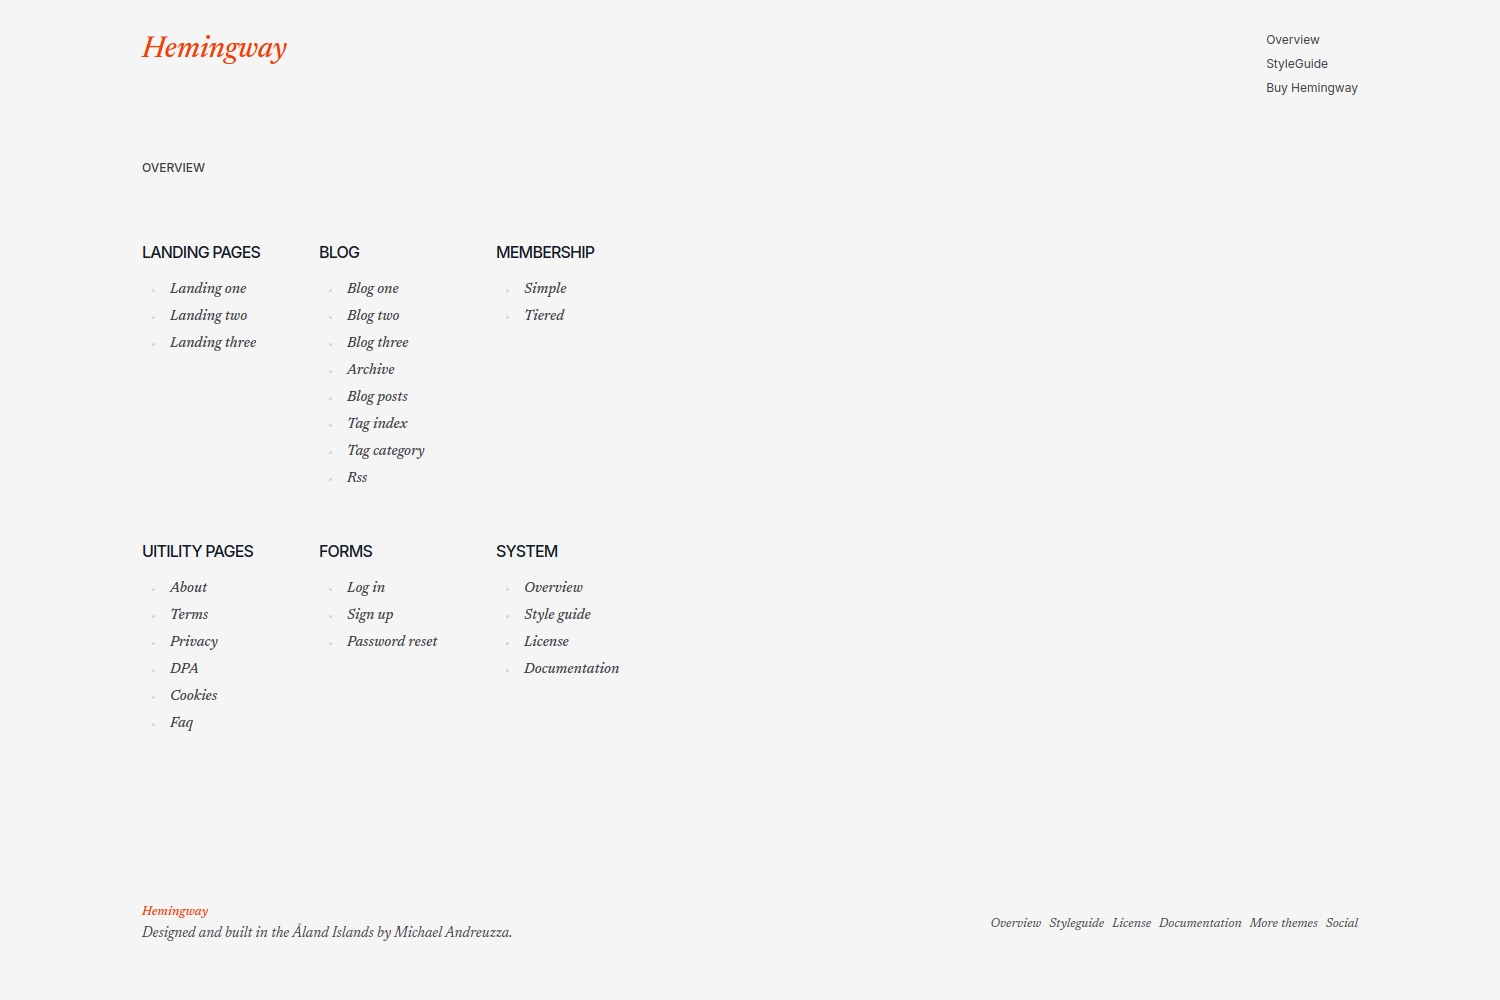 Hemingway
Overview
StyleGuide
Buy Hemingway
OVERVIEW
LANDING PAGES
Landing one
Landing two
Landing three
BLOG
Blog one
Blog two
Blog three
Archive
Blog posts
Tag index
Tag category
Rss
MEMBERSHIP
Simple
Tiered
UITILITY PAGES
About
Terms
Privacy
DPA
Cookies
Faq
FORMS
Log in
Sign up
Password reset
SYSTEM
Overview
Style guide
License
Documentation
Hemingway
Designed and built in the Åland Islands by Michael Andreuzza.
Overview Styleguide License Documentation More themes Social